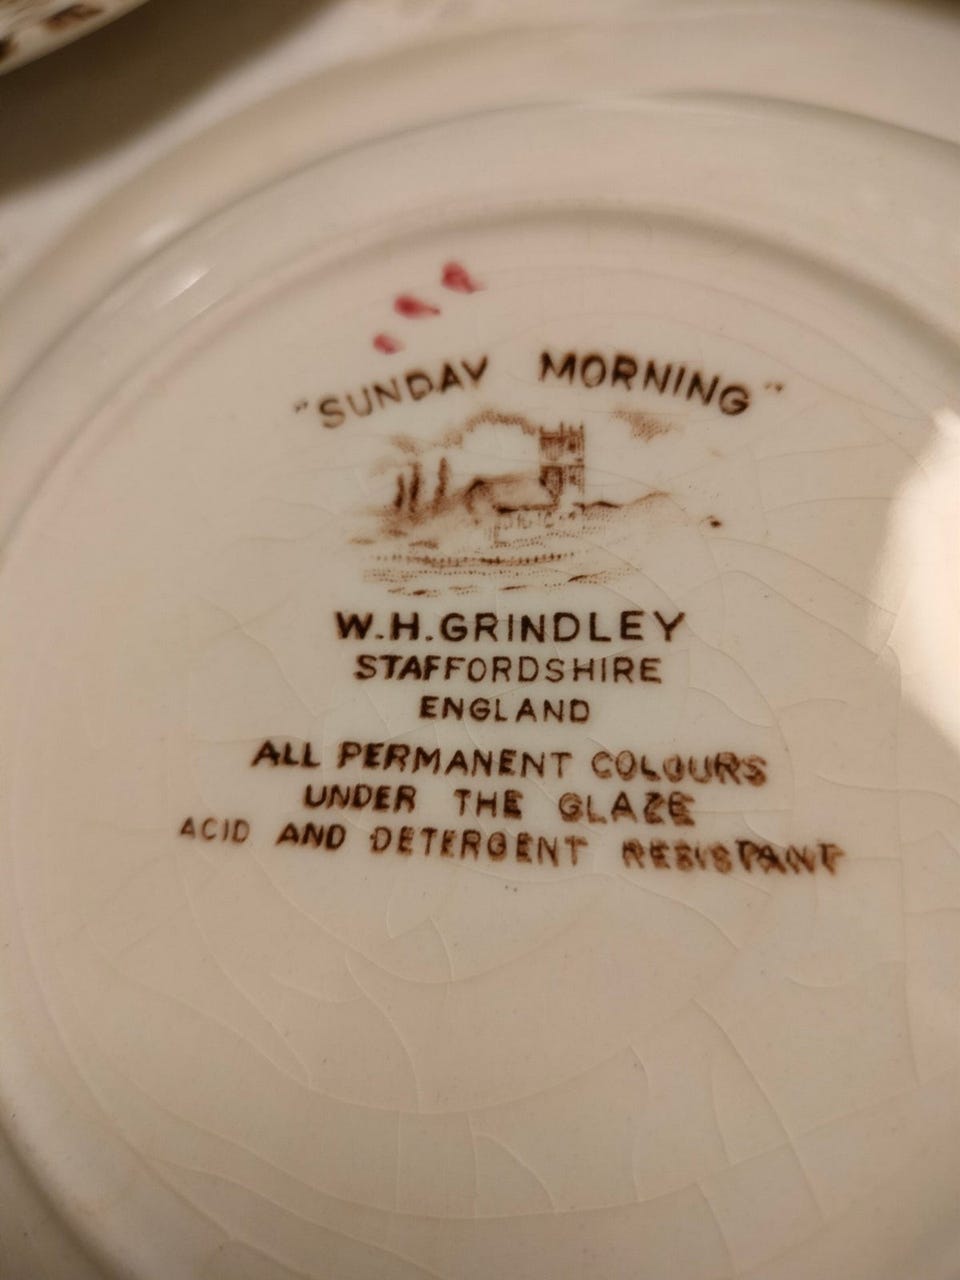 "SUNDAY MORNING"
W.H.GRINDLEY
STAFFORDSHIRE
ENGLAND
ALL PERMANENT COLOURS
UNDER THE GLAZE
ACID AND DETERGENT RESISTANT